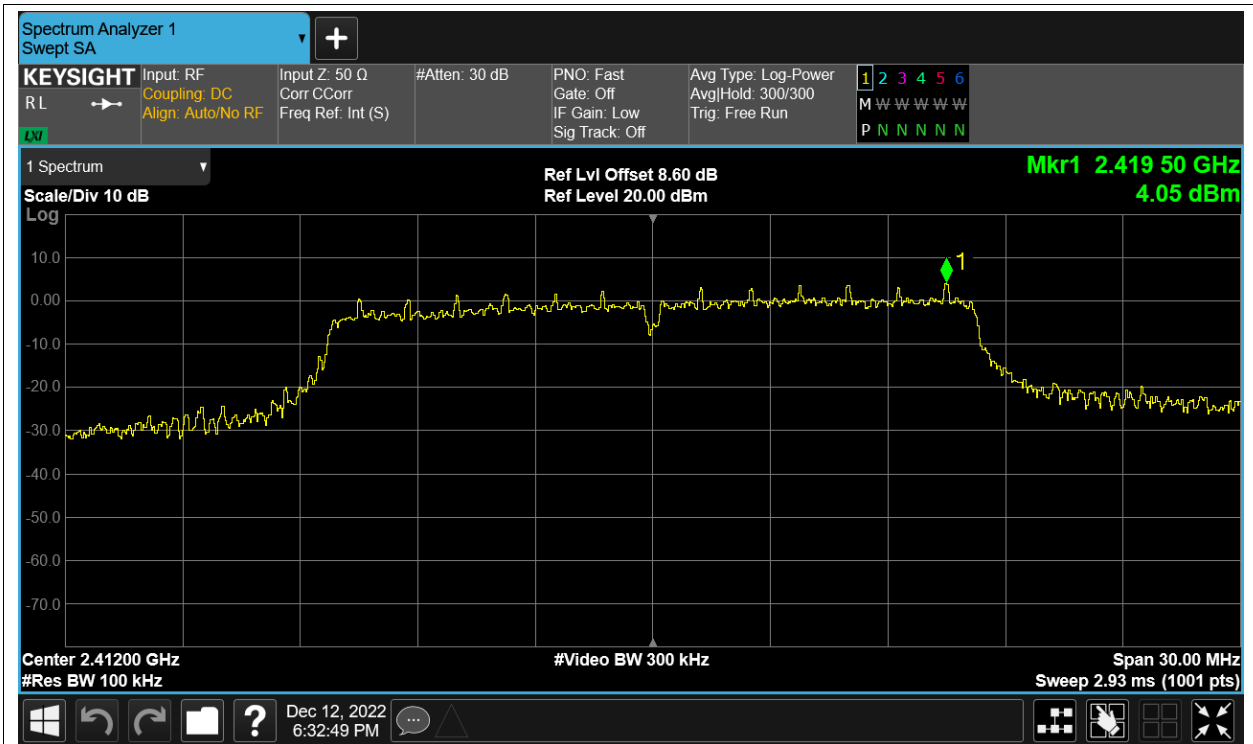 Spectrum Analyzer 1
Swept SA
KEYSIGHT
R L
LXI
Input: RF
Coupling: DC
Align: Auto/No RF
Input Z: 50 Ω
Corr CCorr
Freq Ref: Int (S)
#Atten: 30 dB
PNO: Fast
Gate: Off
IF Gain: Low
Sig Track: Off
Avg Type: Log-Power
Avg|Hold: 300/300
Trig: Free Run
1 2 3 4 5 6
M W W W W W
P N N N N N
1 Spectrum
Scale/Div 10 dB
Log
Ref Lvl Offset 8.60 dB
Ref Level 20.00 dBm
Mkr1 2.419 50 GHz
4.05 dBm
1
10.0
0.00
-10.0
-20.0
-30.0
-40.0
-50.0
-60.0
-70.0
Center 2.41200 GHz
#Res BW 100 kHz
#Video BW 300 kHz
Span 30.00 MHz
Sweep 2.93 ms (1001 pts)
?
Dec 12, 2022
6:32:49 PM